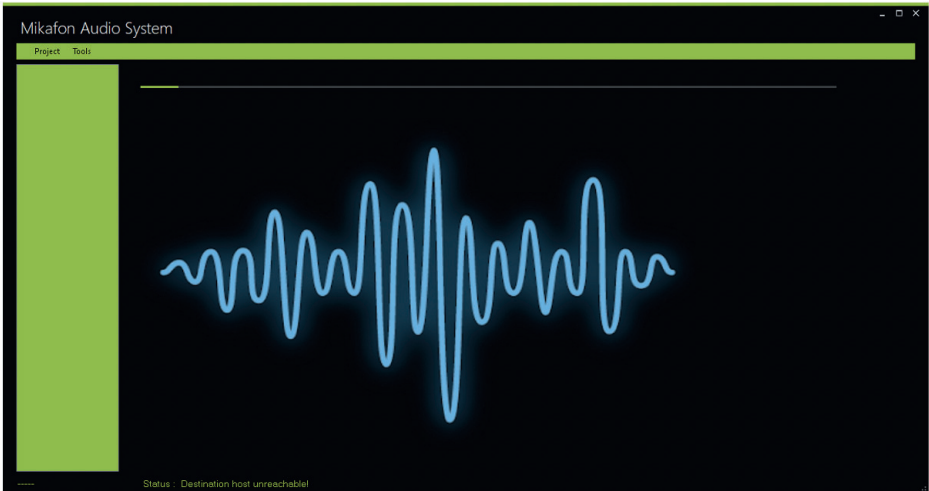 Mikafon Audio System
Project Tools
-----
Status : Destination host unreachable!